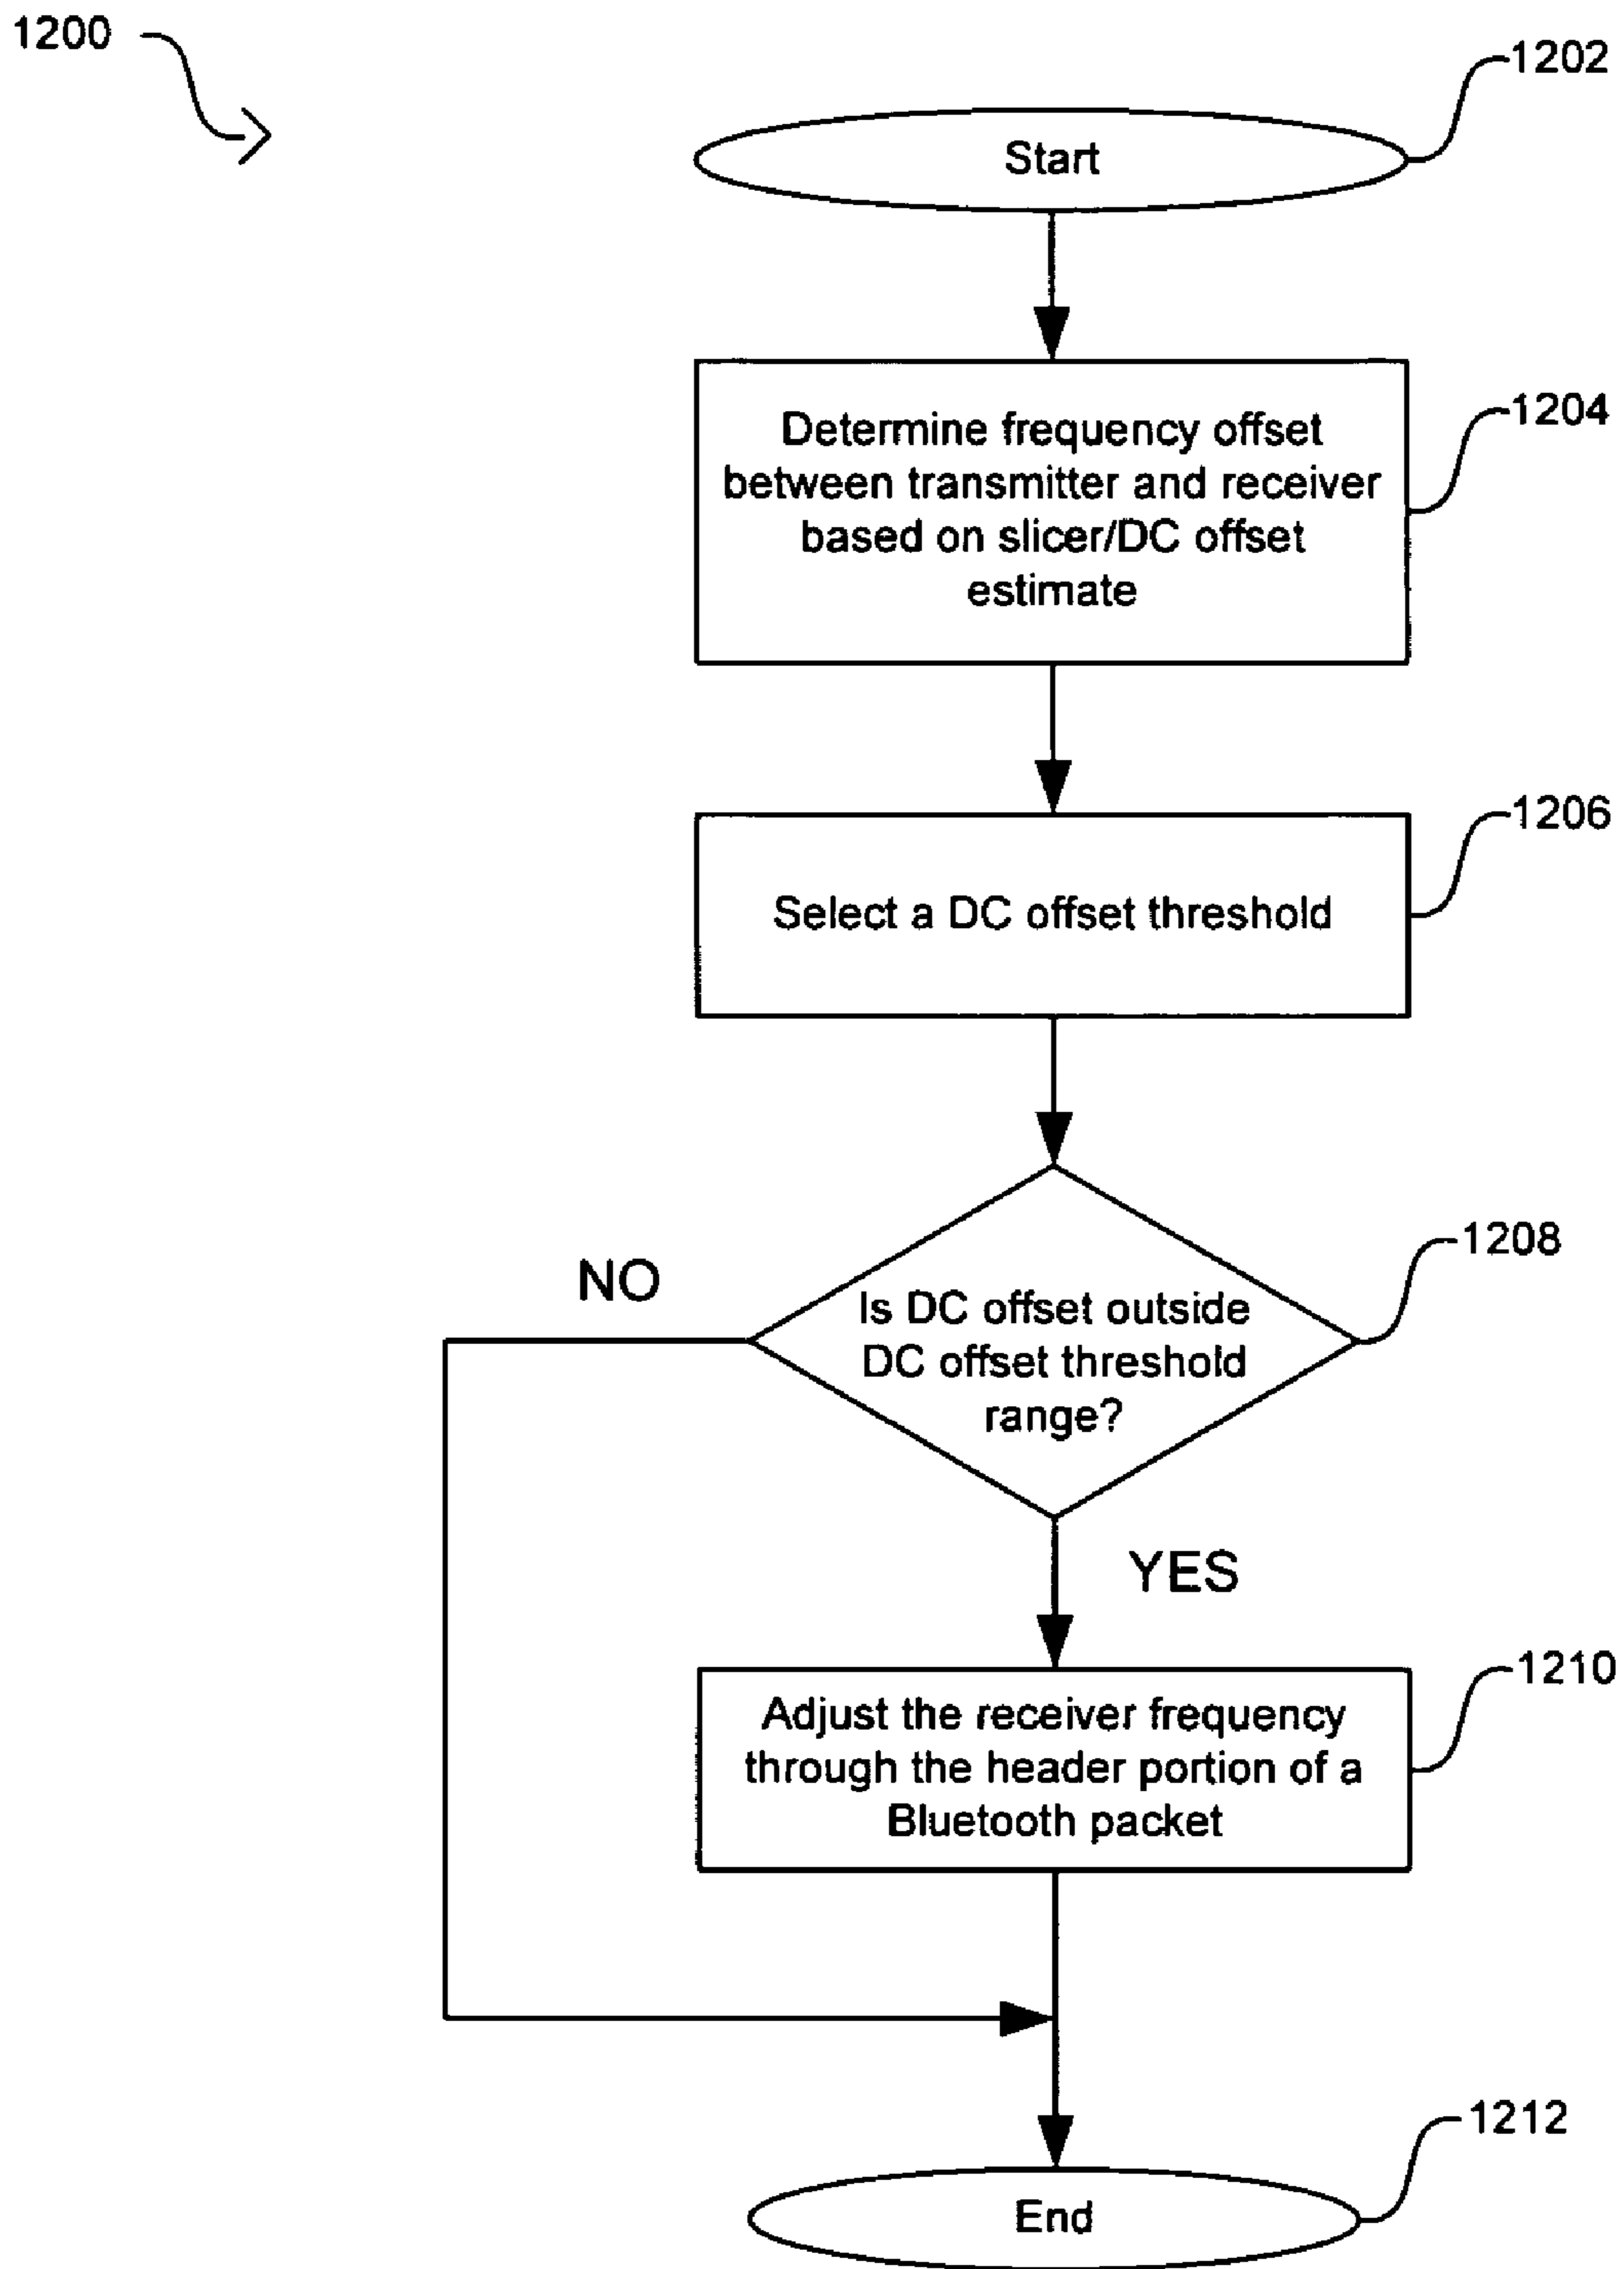 1200
1202
Start
1204
Determine frequency offset
between transmitter and receiver
based on slicer/DC offset
estimate
1206
Select a DC offset threshold
1208
NO
Is DC offset outside
DC offset threshold
range?
YES
1210
Adjust the receiver frequency
through the header portion of a
Bluetooth packet
1212
End